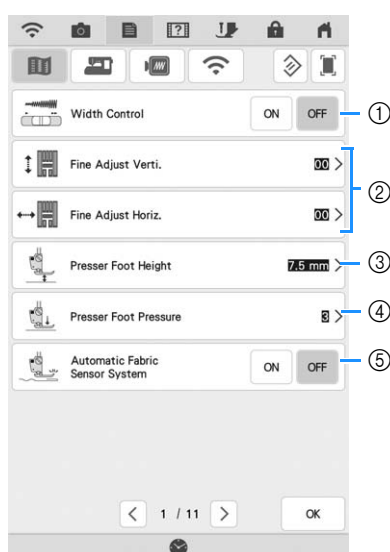 Width Control ON OFF ①
Fine Adjust Verti. 00 >
②
Fine Adjust Horiz. 00 >
Presser Foot Height 7.5 mm > ③
Presser Foot Pressure 3 > ④
Automatic Fabric
Sensor System ON OFF ⑤
< 1 / 11 > OK